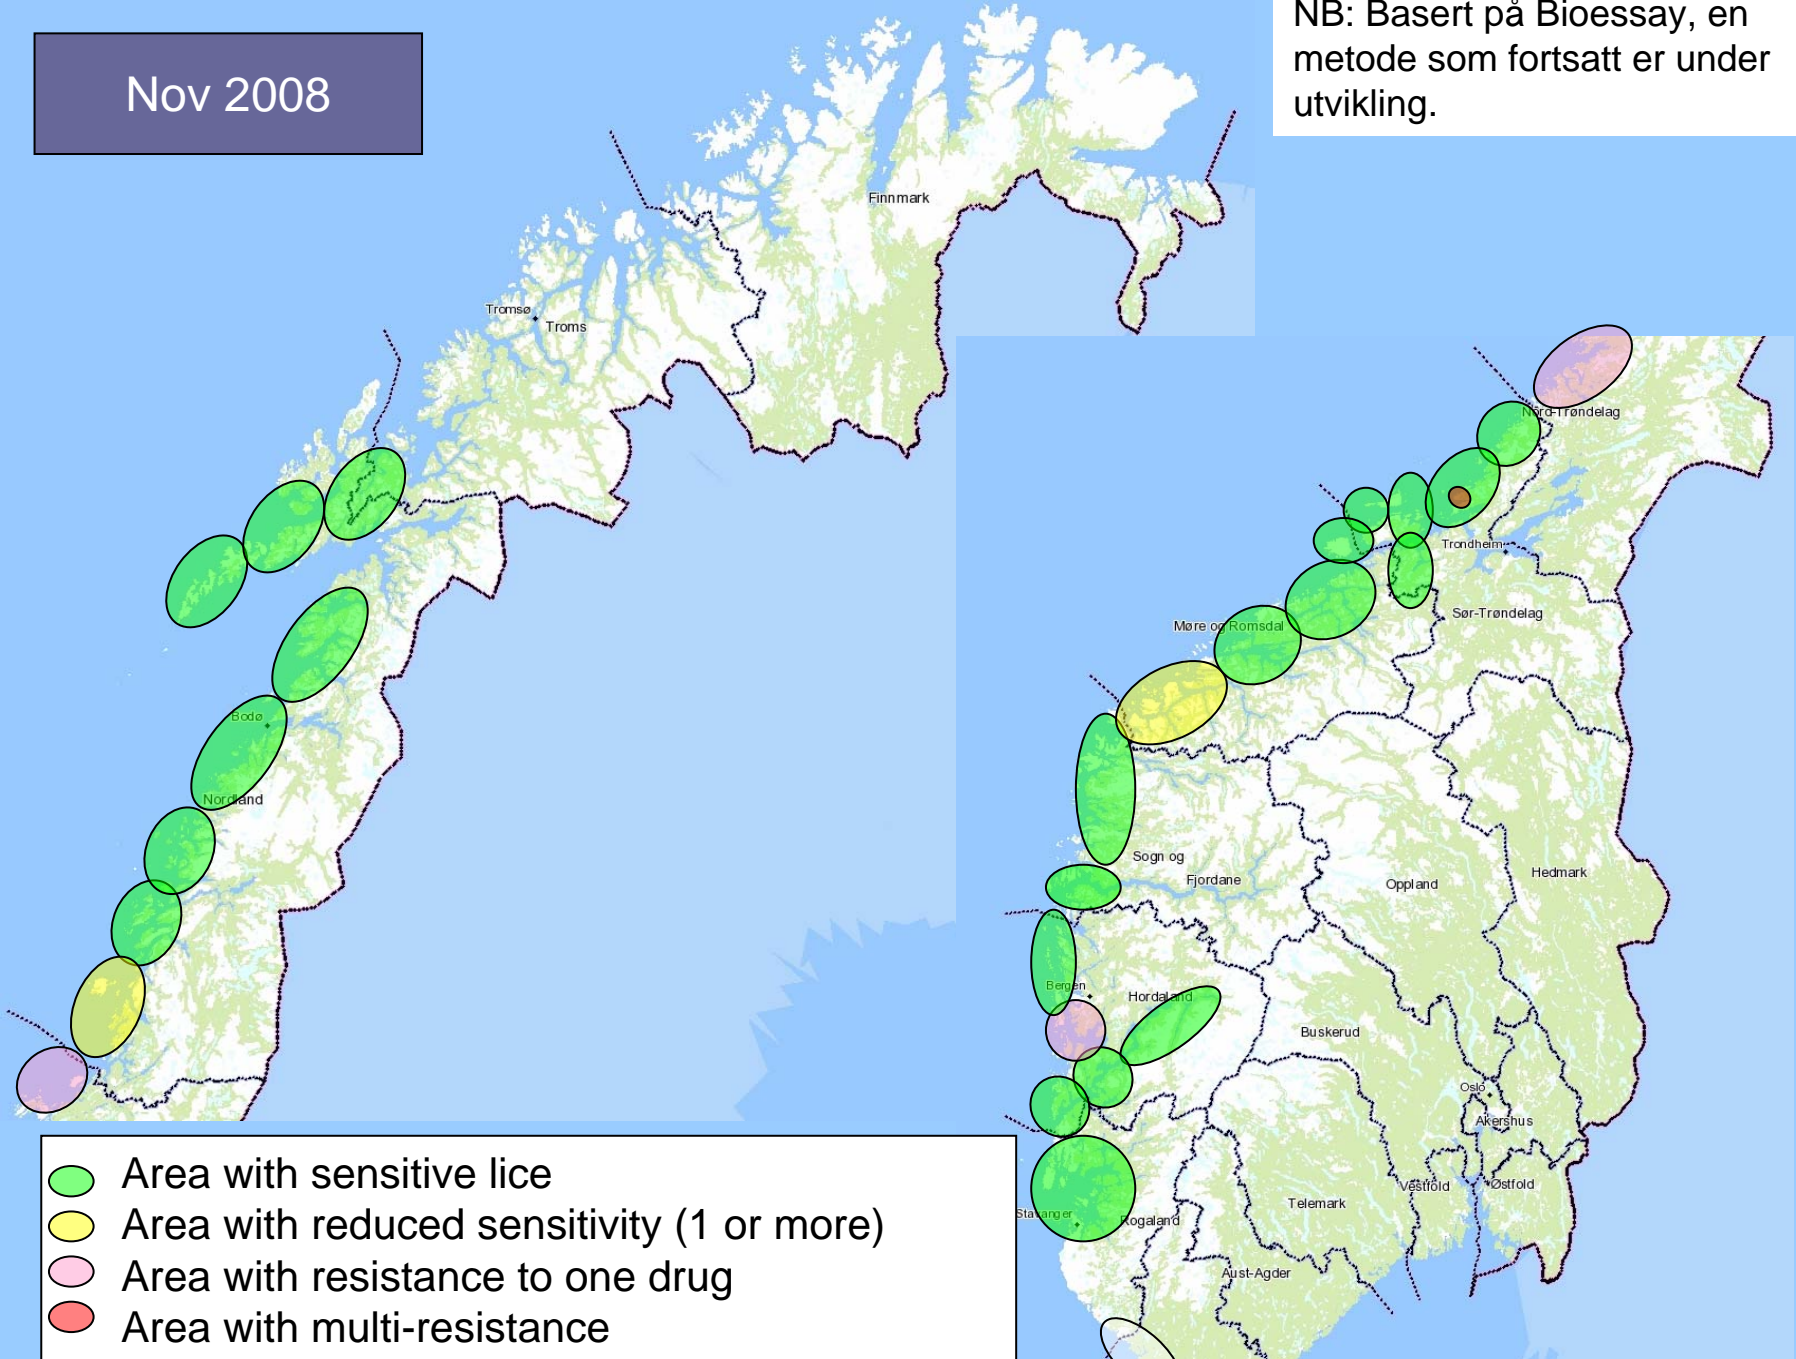 Nov 2008
NB: Basert på Bioessay, en
metode som fortsatt er under
utvikling.
Finnmark
Tromsø
Troms
Bodø
Nordland
Nord-Trøndelag
Trondheim
Sør-Trøndelag
Møre og Romsdal
Sogn og
Fjordane
Oppland
Hedmark
Bergen
Hordaland
Buskerud
Oslo
Akershus
Vestfold
Østfold
Telemark
Stavanger
Rogaland
Aust-Agder
Area with sensitive lice
Area with reduced sensitivity (1 or more)
Area with resistance to one drug
Area with multi-resistance